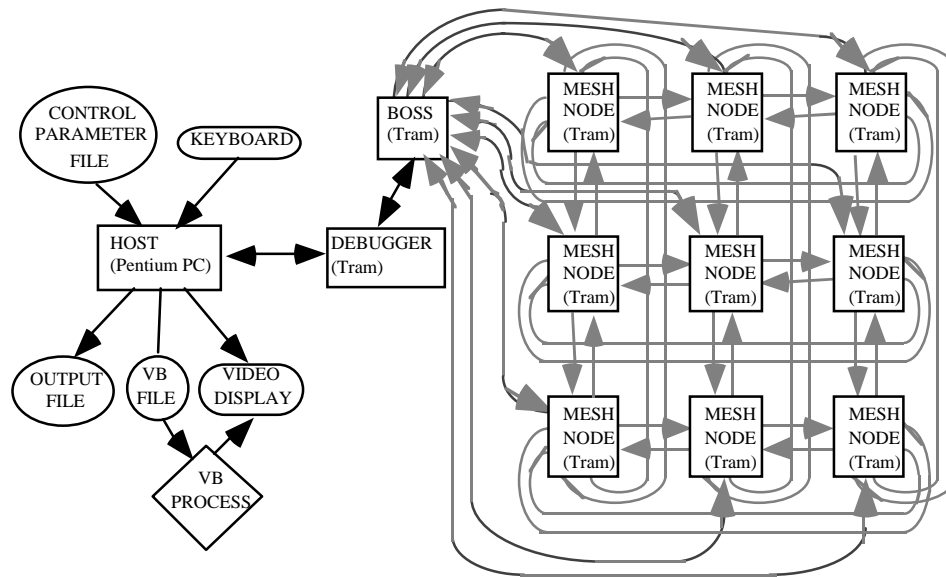 CONTROL
PARAMETER
FILE
KEYBOARD
HOST
(Pentium PC)
OUTPUT
FILE
VB
FILE
VIDEO
DISPLAY
VB
PROCESS
DEBUGGER
(Tram)
BOSS
(Tram)
MESH
NODE
(Tram)
MESH
NODE
(Tram)
MESH
NODE
(Tram)
MESH
NODE
(Tram)
MESH
NODE
(Tram)
MESH
NODE
(Tram)
MESH
NODE
(Tram)
MESH
NODE
(Tram)
MESH
NODE
(Tram)